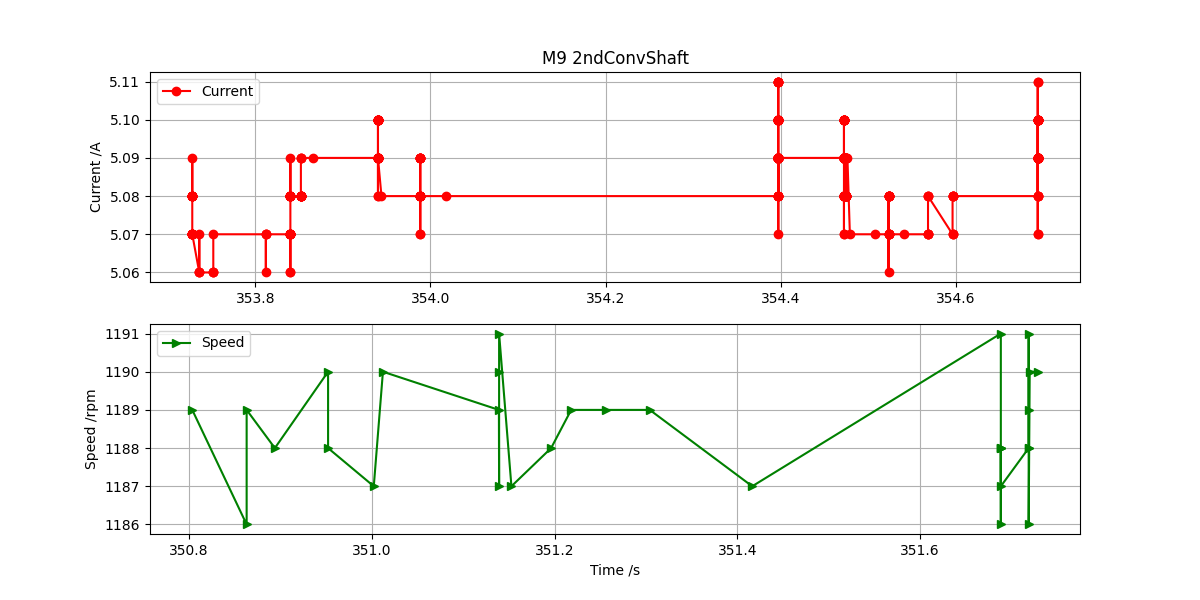 M9 2ndConvShaft
5.11
5.10
5.09
5.08
5.07
5.06
Current /A
Current
353.8 354.0 354.2 354.4 354.6
1191
1190
1189
1188
1187
1186
Speed /rpm
Speed
350.8 351.0 351.2 351.4 351.6
Time /s